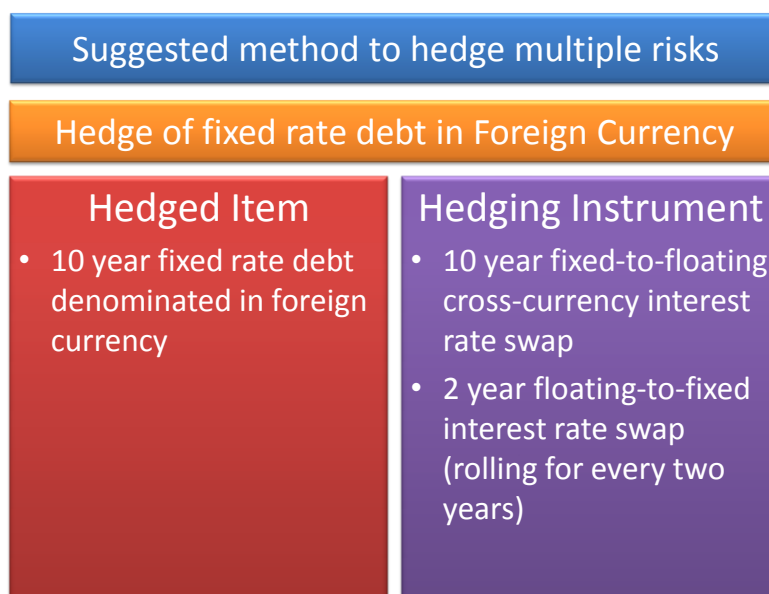 Suggested method to hedge multiple risks
Hedge of fixed rate debt in Foreign Currency
Hedged Item
• 10 year fixed rate debt
denominated in foreign
currency
Hedging Instrument
• 10 year fixed-to-floating
cross-currency interest
rate swap
• 2 year floating-to-fixed
interest rate swap
(rolling for every two
years)